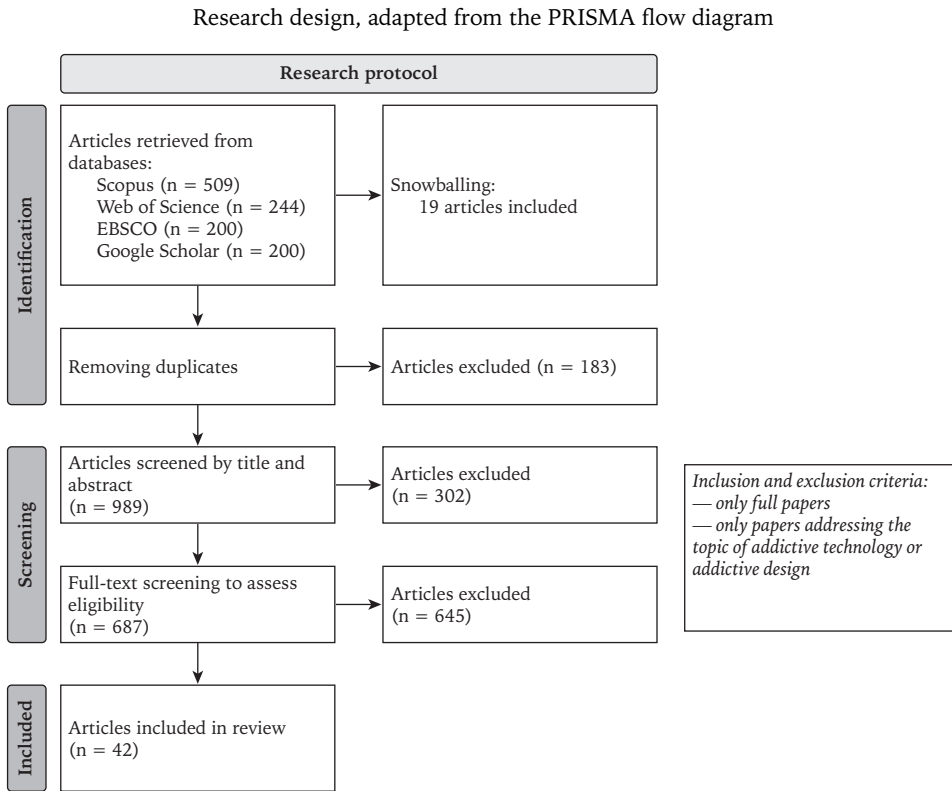 Research design, adapted from the PRISMA flow diagram
Research protocol
Identification
Articles retrieved from
databases:
Scopus (n = 509)
Web of Science (n = 244)
EBSCO (n = 200)
Google Scholar (n = 200)
Snowballing:
19 articles included
Removing duplicates
Articles excluded (n = 183)
Screening
Articles screened by title and
abstract
(n = 989)
Articles excluded
(n = 302)
Inclusion and exclusion criteria:
— only full papers
— only papers addressing the
topic of addictive technology or
addictive design
Full-text screening to assess
eligibility
(n = 687)
Articles excluded
(n = 645)
Included
Articles included in review
(n = 42)